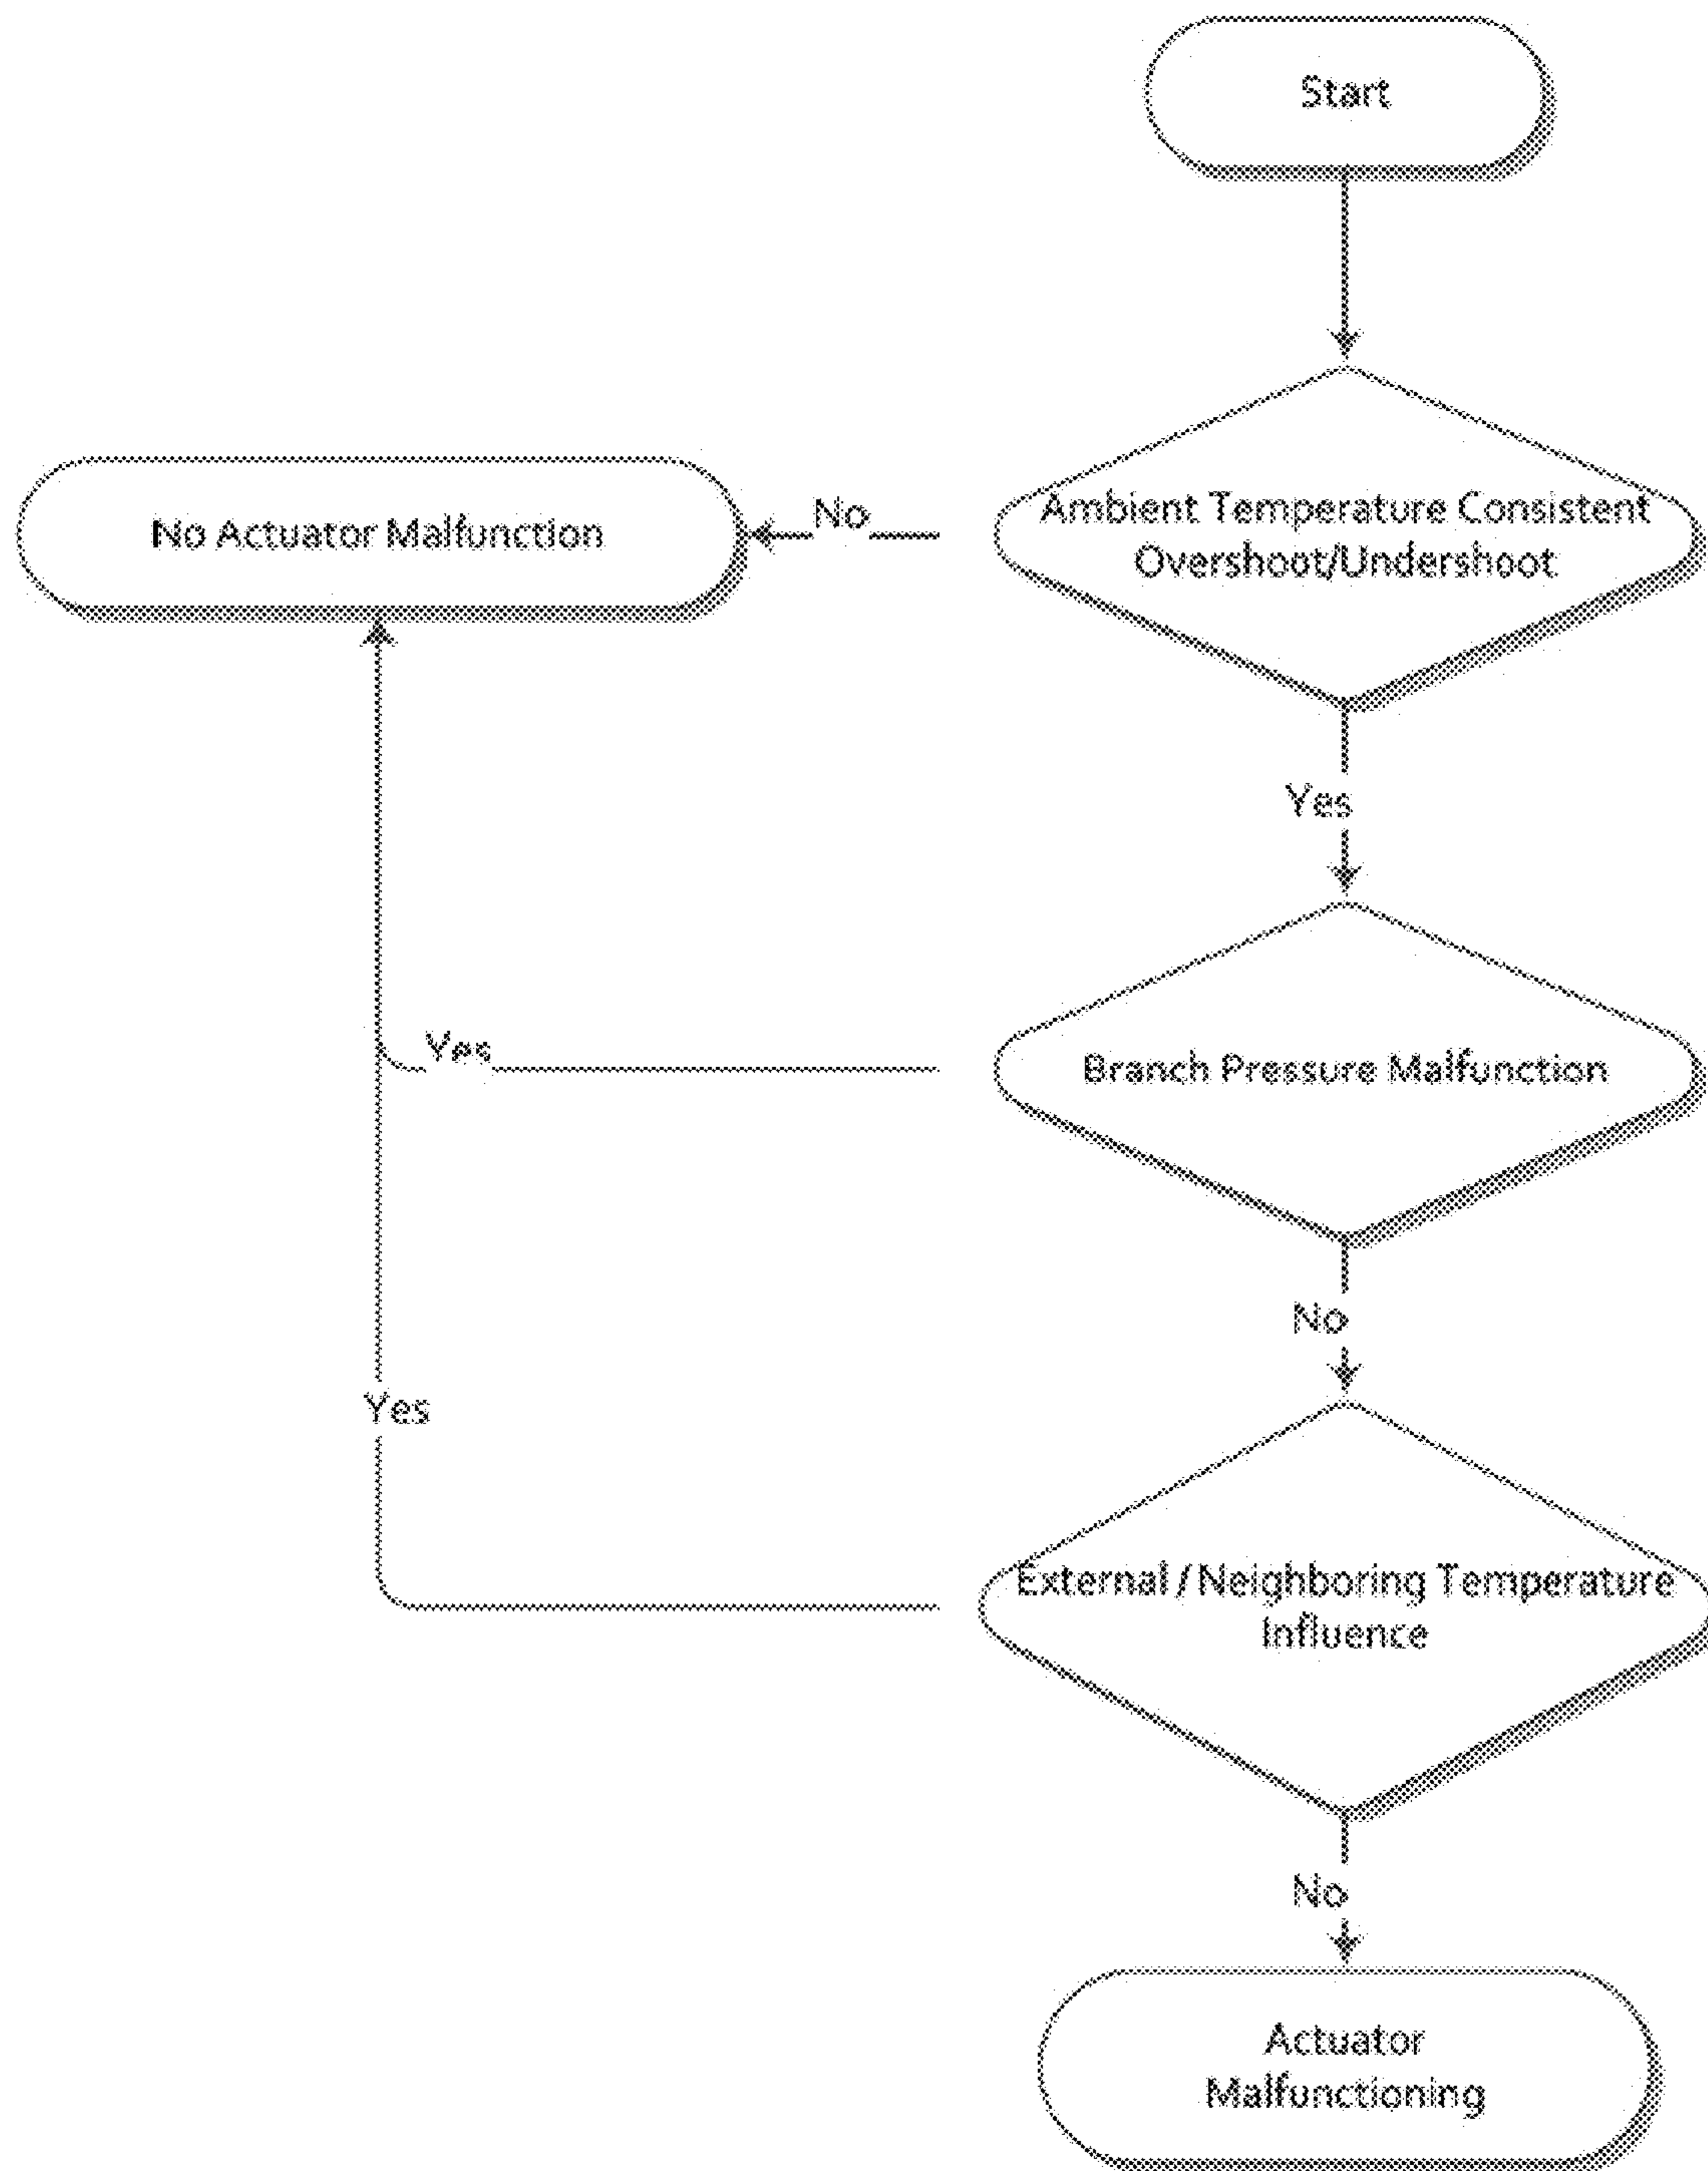 Start
Ambient Temperature Consistent
Overshoot/Undershoot
No
No Actuator Malfunction
Yes
Branch Pressure Malfunction
Yes
No
Yes
External / Neighboring Temperature
Influence
No
Actuator
Malfunctioning